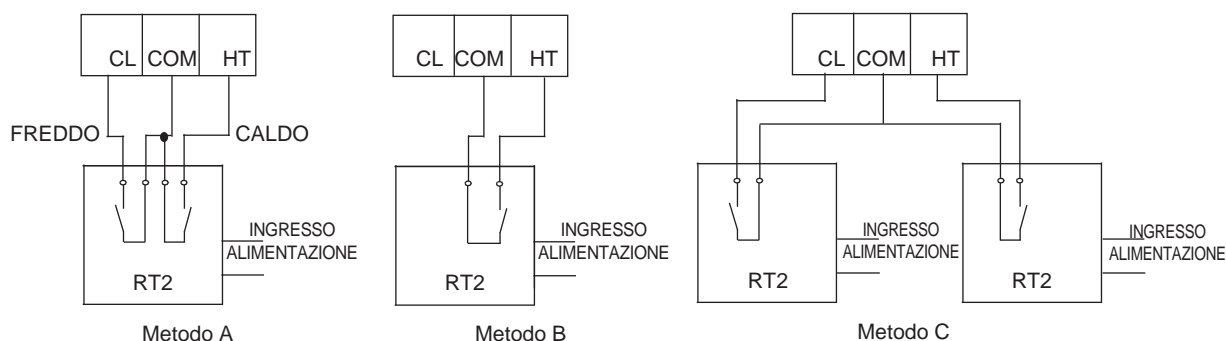 CL COM HT
FREDDO
CALDO
INGRESSO
ALIMENTAZIONE
RT2
Metodo A
CL COM HT
INGRESSO
ALIMENTAZIONE
RT2
Metodo B
CL COM HT
INGRESSO
ALIMENTAZIONE
RT2
INGRESSO
ALIMENTAZIONE
RT2
Metodo C